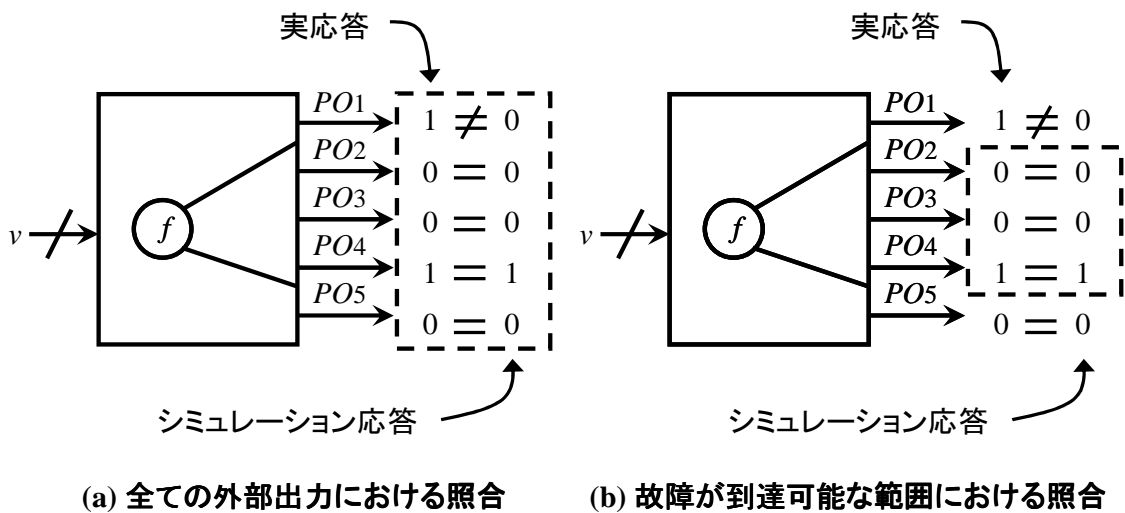 実応答
PO1
1 ≠ 0
PO2
0 = 0
PO3
0 = 0
v
f
PO4
1 = 1
PO5
0 = 0
シミュレーション応答
(a) 全ての外部出力における照合
実応答
PO1
1 ≠ 0
PO2
0 = 0
PO3
0 = 0
v
f
PO4
1 = 1
PO5
0 = 0
シミュレーション応答
(b) 故障が到達可能な範囲における照合